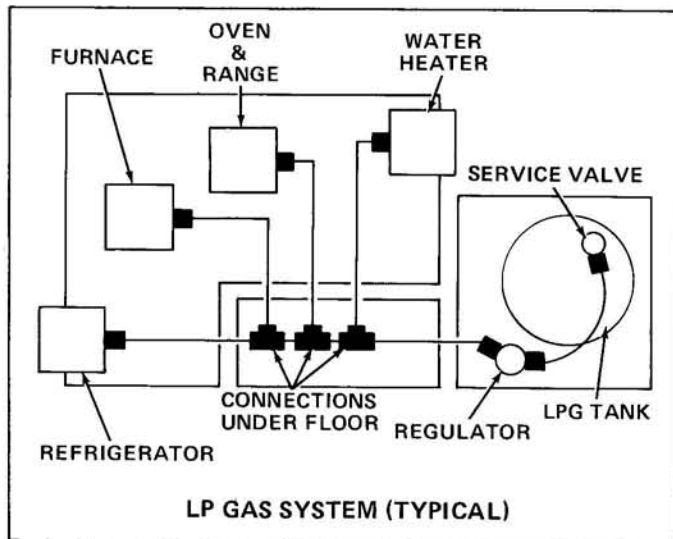 OVEN
&
RANGE
FURNACE
WATER
HEATER
SERVICE VALVE
CONNECTIONS
UNDER FLOOR
REGULATOR
LPG TANK
REFRIGERATOR
LP GAS SYSTEM (TYPICAL)